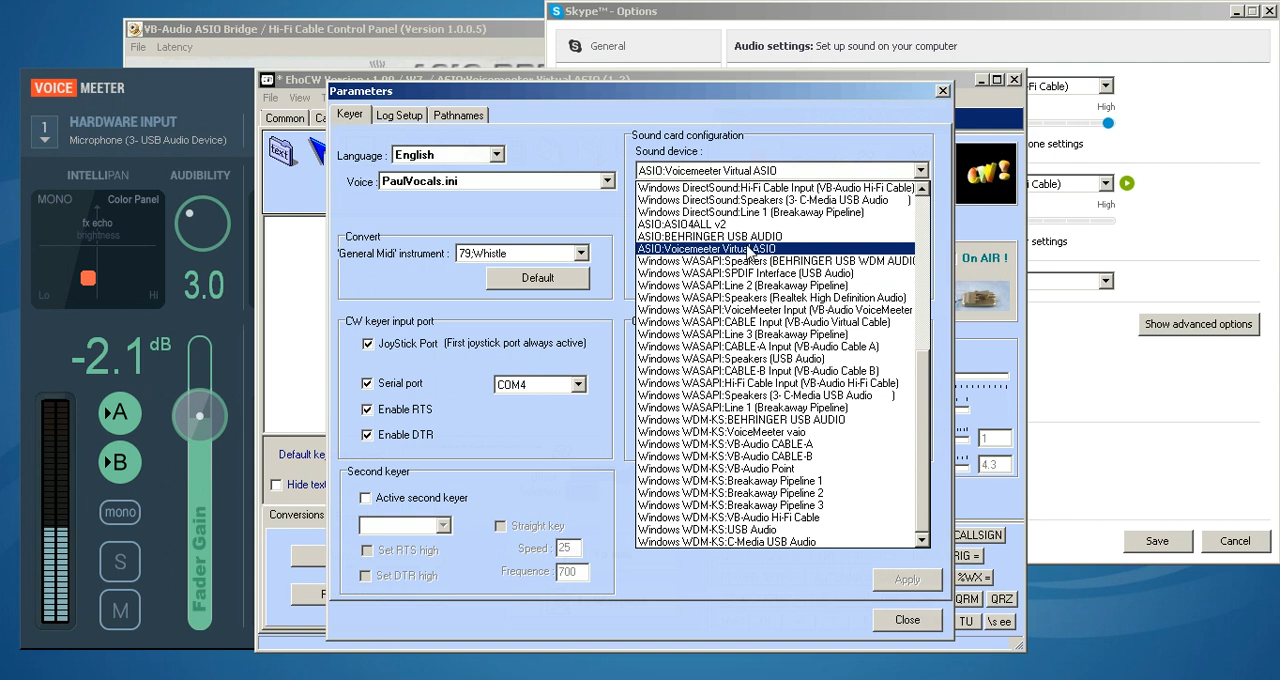 VB-Audio ASIO Bridge / Hi-Fi Cable Control Panel (Version 1.0.0.5)
File Latency
Skype™ - Options
General
Audio settings: Set up sound on your computer
Fi Cable)
High
one settings
i Cable)
High
r settings
Show advanced options
Save Cancel
VOICE MEETER
1 HARDWARE INPUT
Microphone (3- USB Audio Device)
INTELLIPAN AUDIBILITY
MONO Color Panel
fx echo
brightness
Lo Hi
3.0
-2.1 dB
A
B
mono
S
M
Fader Gain
* EhoCW Version : 1.00 / W7 / ASIO:Voicemeeter Virtual ASIO (1, 2)
File View
Common
text
Default
Hide text
Conversions
CW!
On AIR !
1
4.3
CALLSIGN
RIG =
%WX =
QRM QRZ
TU \s ee
Parameters
Keyer Log Setup Pathnames
Language : English
Voice : PaulVocals.ini
Convert
'General Midi' instrument : 79;Whistle
Default
CW keyer input port
JoyStick Port (First joystick port always active)
Serial port COM4
Enable RTS
Enable DTR
Second keyer
Active second keyer
Straight key
Set RTS high Speed : 25
Set DTR high Frequence : 700
Sound card configuration
Sound device :
ASIO:Voicemeeter Virtual ASIO
Windows DirectSound:Hi-Fi Cable Input (VB-Audio Hi-Fi Cable)
Windows DirectSound:Speakers (3- C-Media USB Audio )
Windows DirectSound:Line 1 (Breakaway Pipeline)
ASIO:ASIO4ALL v2
ASIO:BEHRINGER USB AUDIO
ASIO:Voicemeeter Virtual ASIO
Windows WASAPI:Speakers (BEHRINGER USB WDM AUDIO
Windows WASAPI:SPDIF Interface (USB Audio)
Windows WASAPI:Line 2 (Breakaway Pipeline)
Windows WASAPI:Speakers (Realtek High Definition Audio)
Windows WASAPI:VoiceMeeter Input (VB-Audio VoiceMeeter
Windows WASAPI:CABLE Input (VB-Audio Virtual Cable)
Windows WASAPI:Line 3 (Breakaway Pipeline)
Windows WASAPI:CABLE-A Input (VB-Audio Cable A)
Windows WASAPI:Speakers (USB Audio)
Windows WASAPI:CABLE-B Input (VB-Audio Cable B)
Windows WASAPI:Hi-Fi Cable Input (VB-Audio Hi-Fi Cable)
Windows WASAPI:Speakers (3- C-Media USB Audio )
Windows WASAPI:Line 1 (Breakaway Pipeline)
Windows WDM-KS:BEHRINGER USB AUDIO
Windows WDM-KS:VoiceMeeter vaio
Windows WDM-KS:VB-Audio CABLE-A
Windows WDM-KS:VB-Audio CABLE-B
Windows WDM-KS:VB-Audio Point
Windows WDM-KS:Breakaway Pipeline 1
Windows WDM-KS:Breakaway Pipeline 2
Windows WDM-KS:Breakaway Pipeline 3
Windows WDM-KS:VB-Audio Hi-Fi Cable
Windows WDM-KS:USB Audio
Windows WDM-KS:C-Media USB Audio
Apply
Close